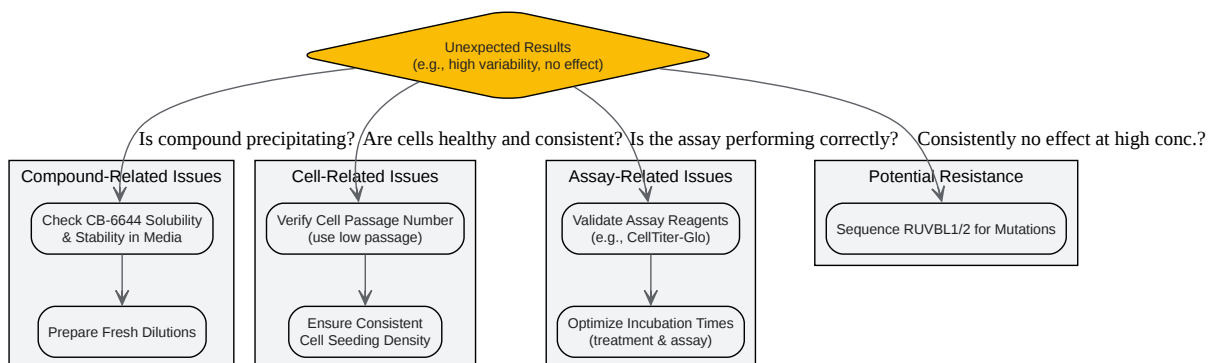 Unexpected Results
(e.g., high variability, no effect)
Is compound precipitating?
Are cells healthy and consistent?
Is the assay performing correctly?
Consistently no effect at high conc.?
Compound-Related Issues
Check CB-6644 Solubility
& Stability in Media
Prepare Fresh Dilutions
Cell-Related Issues
Verify Cell Passage Number
(use low passage)
Ensure Consistent
Cell Seeding Density
Assay-Related Issues
Validate Assay Reagents
(e.g., CellTiter-Glo)
Optimize Incubation Times
(treatment & assay)
Potential Resistance
Sequence RUVBL1/2 for Mutations